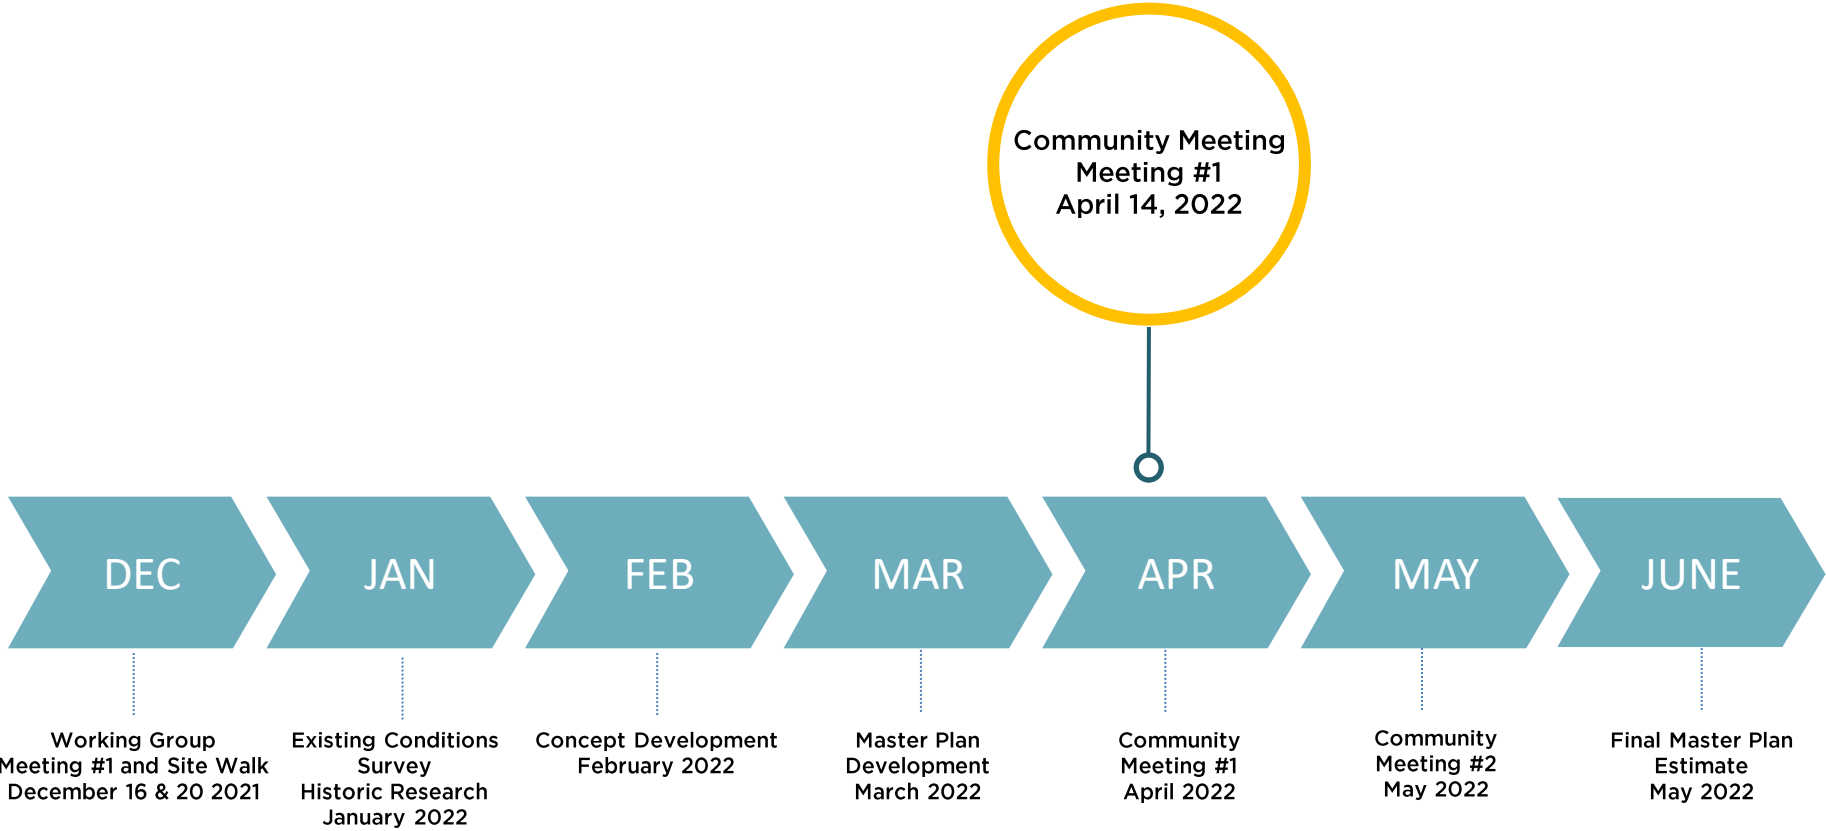 Community Meeting
Meeting #1
April 14, 2022
DEC
JAN
FEB
MAR
APR
MAY
JUNE
Working Group
Meeting #1 and Site Walk
December 16 & 20 2021
Existing Conditions
Survey
Historic Research
January 2022
Concept Development
February 2022
Master Plan
Development
March 2022
Community
Meeting #1
April 2022
Community
Meeting #2
May 2022
Final Master Plan
Estimate
May 2022